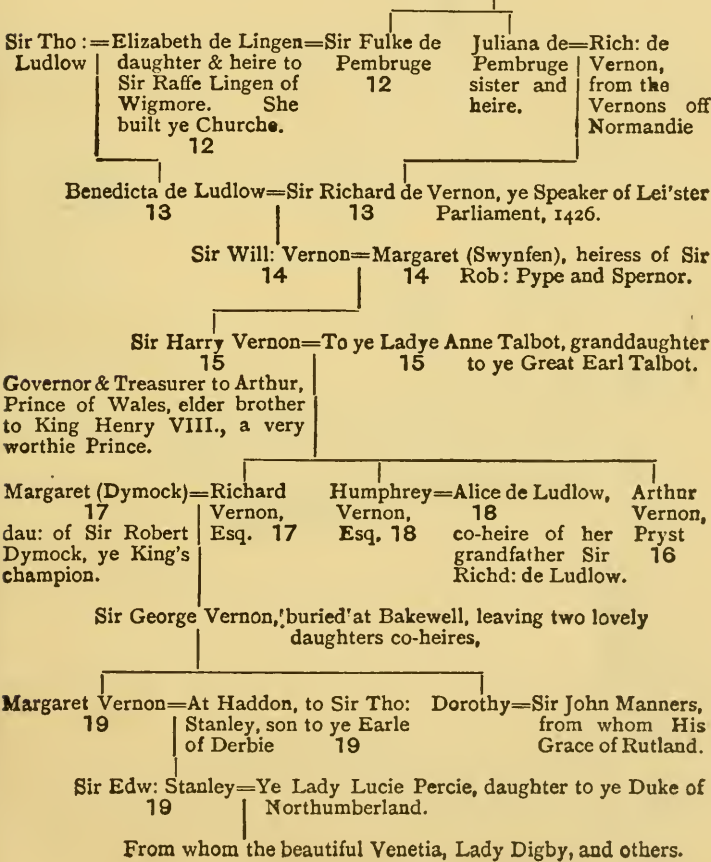 Sir Tho:=Elizabeth de Lingen=Sir Fulke de Juliana de=Rich: de
Ludlow daughter & heire to Pembruge Pembruge Vernon,
Sir Raffe Lingen of 12 sister and from the
Wigmore. She heire. Vernons off
built ye Churche. Normandie
12
Benedicta de Ludlow=Sir Richard de Vernon, ye Speaker of Lei'ster
13 13 Parliament, 1426.
Sir Will: Vernon=Margaret (Swynfen), heiress of Sir
14 14 Rob: Pype and Spernor.
Sir Harry Vernon=To ye Ladye Anne Talbot, granddaughter
15 15 to ye Great Earl Talbot.
Governor & Treasurer to Arthur,
Prince of Wales, elder brother
to King Henry VIII., a very
worthie Prince.
Margaret (Dymock)=Richard Humphrey=Alice de Ludlow, Arthur
17 Vernon, Vernon, 18 Vernon,
dau: of Sir Robert Esq. 17 Esq. 18 co-heire of her Pryst
Dymock, ye King's grandfather Sir 16
champion. Richd: de Ludlow.
Sir George Vernon, 'buried' at Bakewell, leaving two lovely
daughters co-heires,
Margaret Vernon=At Haddon, to Sir Tho: Dorothy=Sir John Manners,
19 Stanley, son to ye Earle from whom His
of Derbie 19 Grace of Rutland.
Sir Edw: Stanley=Ye Lady Lucie Percie, daughter to ye Duke of
19 Northumberland.
From whom the beautiful Venetia, Lady Digby, and others.